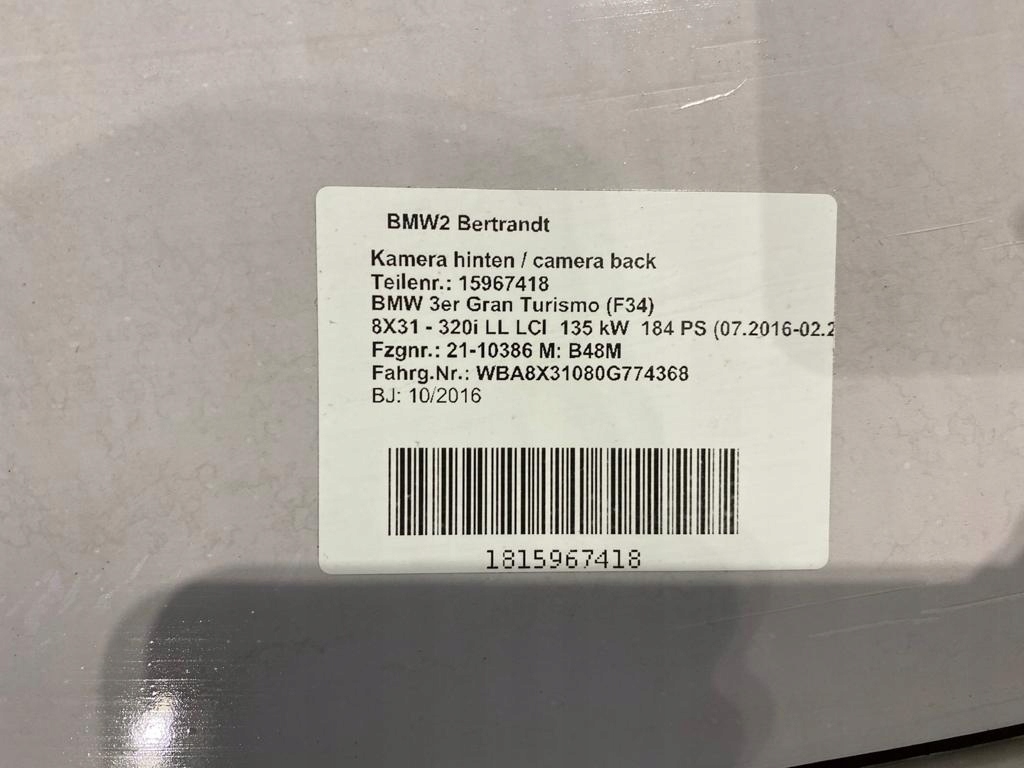 BMW2 Bertrandt
Kamera hinten / camera back
Teilenr.: 15967418
BMW 3er Gran Turismo (F34)
8X31 - 320i LL LCI 135 kW 184 PS (07.2016-02.2
Fzgnr.: 21-10386 M: B48M
Fahrg.Nr.: WBA8X31080G774368
BJ: 10/2016
1815967418